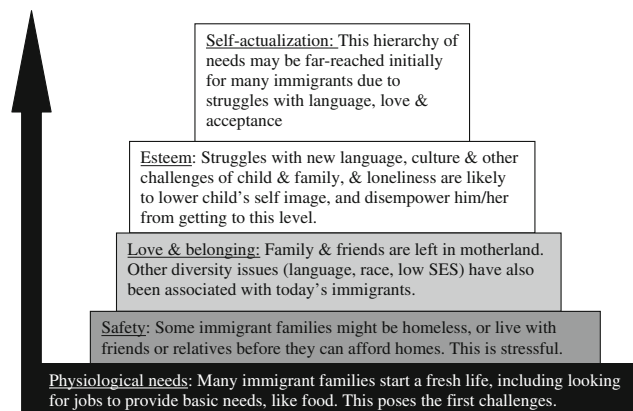 Self-actualization: This hierarchy of
needs may be far-reached initially
for many immigrants due to
struggles with language, love &
acceptance
Esteem: Struggles with new language, culture & other
challenges of child & family, & loneliness are likely
to lower child’s self image, and disempower him/her
from getting to this level.
Love & belonging: Family & friends are left in motherland.
Other diversity issues (language, race, low SES) have also
been associated with today’s immigrants.
Safety: Some immigrant families might be homeless, or live with
friends or relatives before they can afford homes. This is stressful.
Physiological needs: Many immigrant families start a fresh life, including looking
for jobs to provide basic needs, like food. This poses the first challenges.